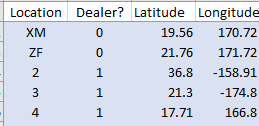 Location Dealer? Latitude Longitude
XM 0 19.56 170.72
ZF 0 21.76 171.72
2 1 36.8 -158.91
3 1 21.3 -174.8
4 1 17.71 166.8